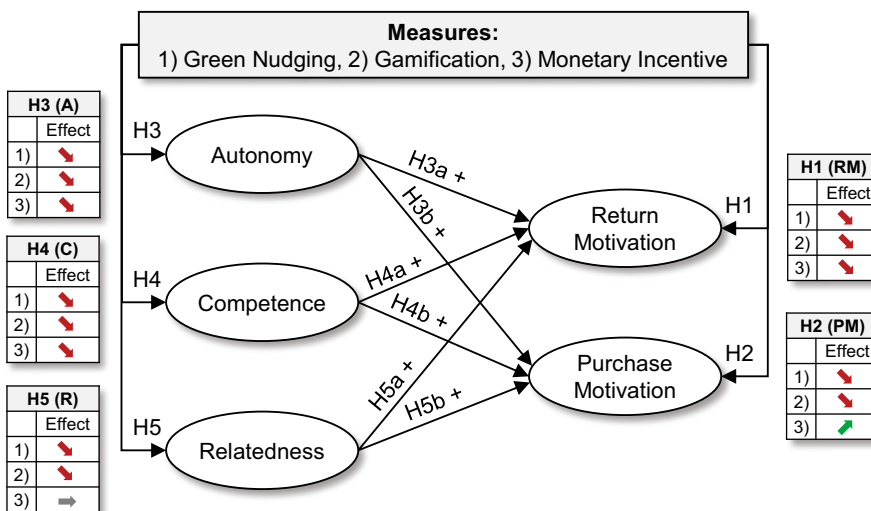 Measures:
1) Green Nudging, 2) Gamification, 3) Monetary Incentive
H3 (A)
Effect
1)
2)
3)
H4 (C)
Effect
1)
2)
3)
H5 (R)
Effect
1)
2)
3)
H3
H4
H5
Autonomy
Competence
Relatedness
H3a +
H3b +
H4a +
H4b +
H5a +
H5b +
Return
Motivation
Purchase
Motivation
H1
H2
H1 (RM)
Effect
1)
2)
3)
H2 (PM)
Effect
1)
2)
3)